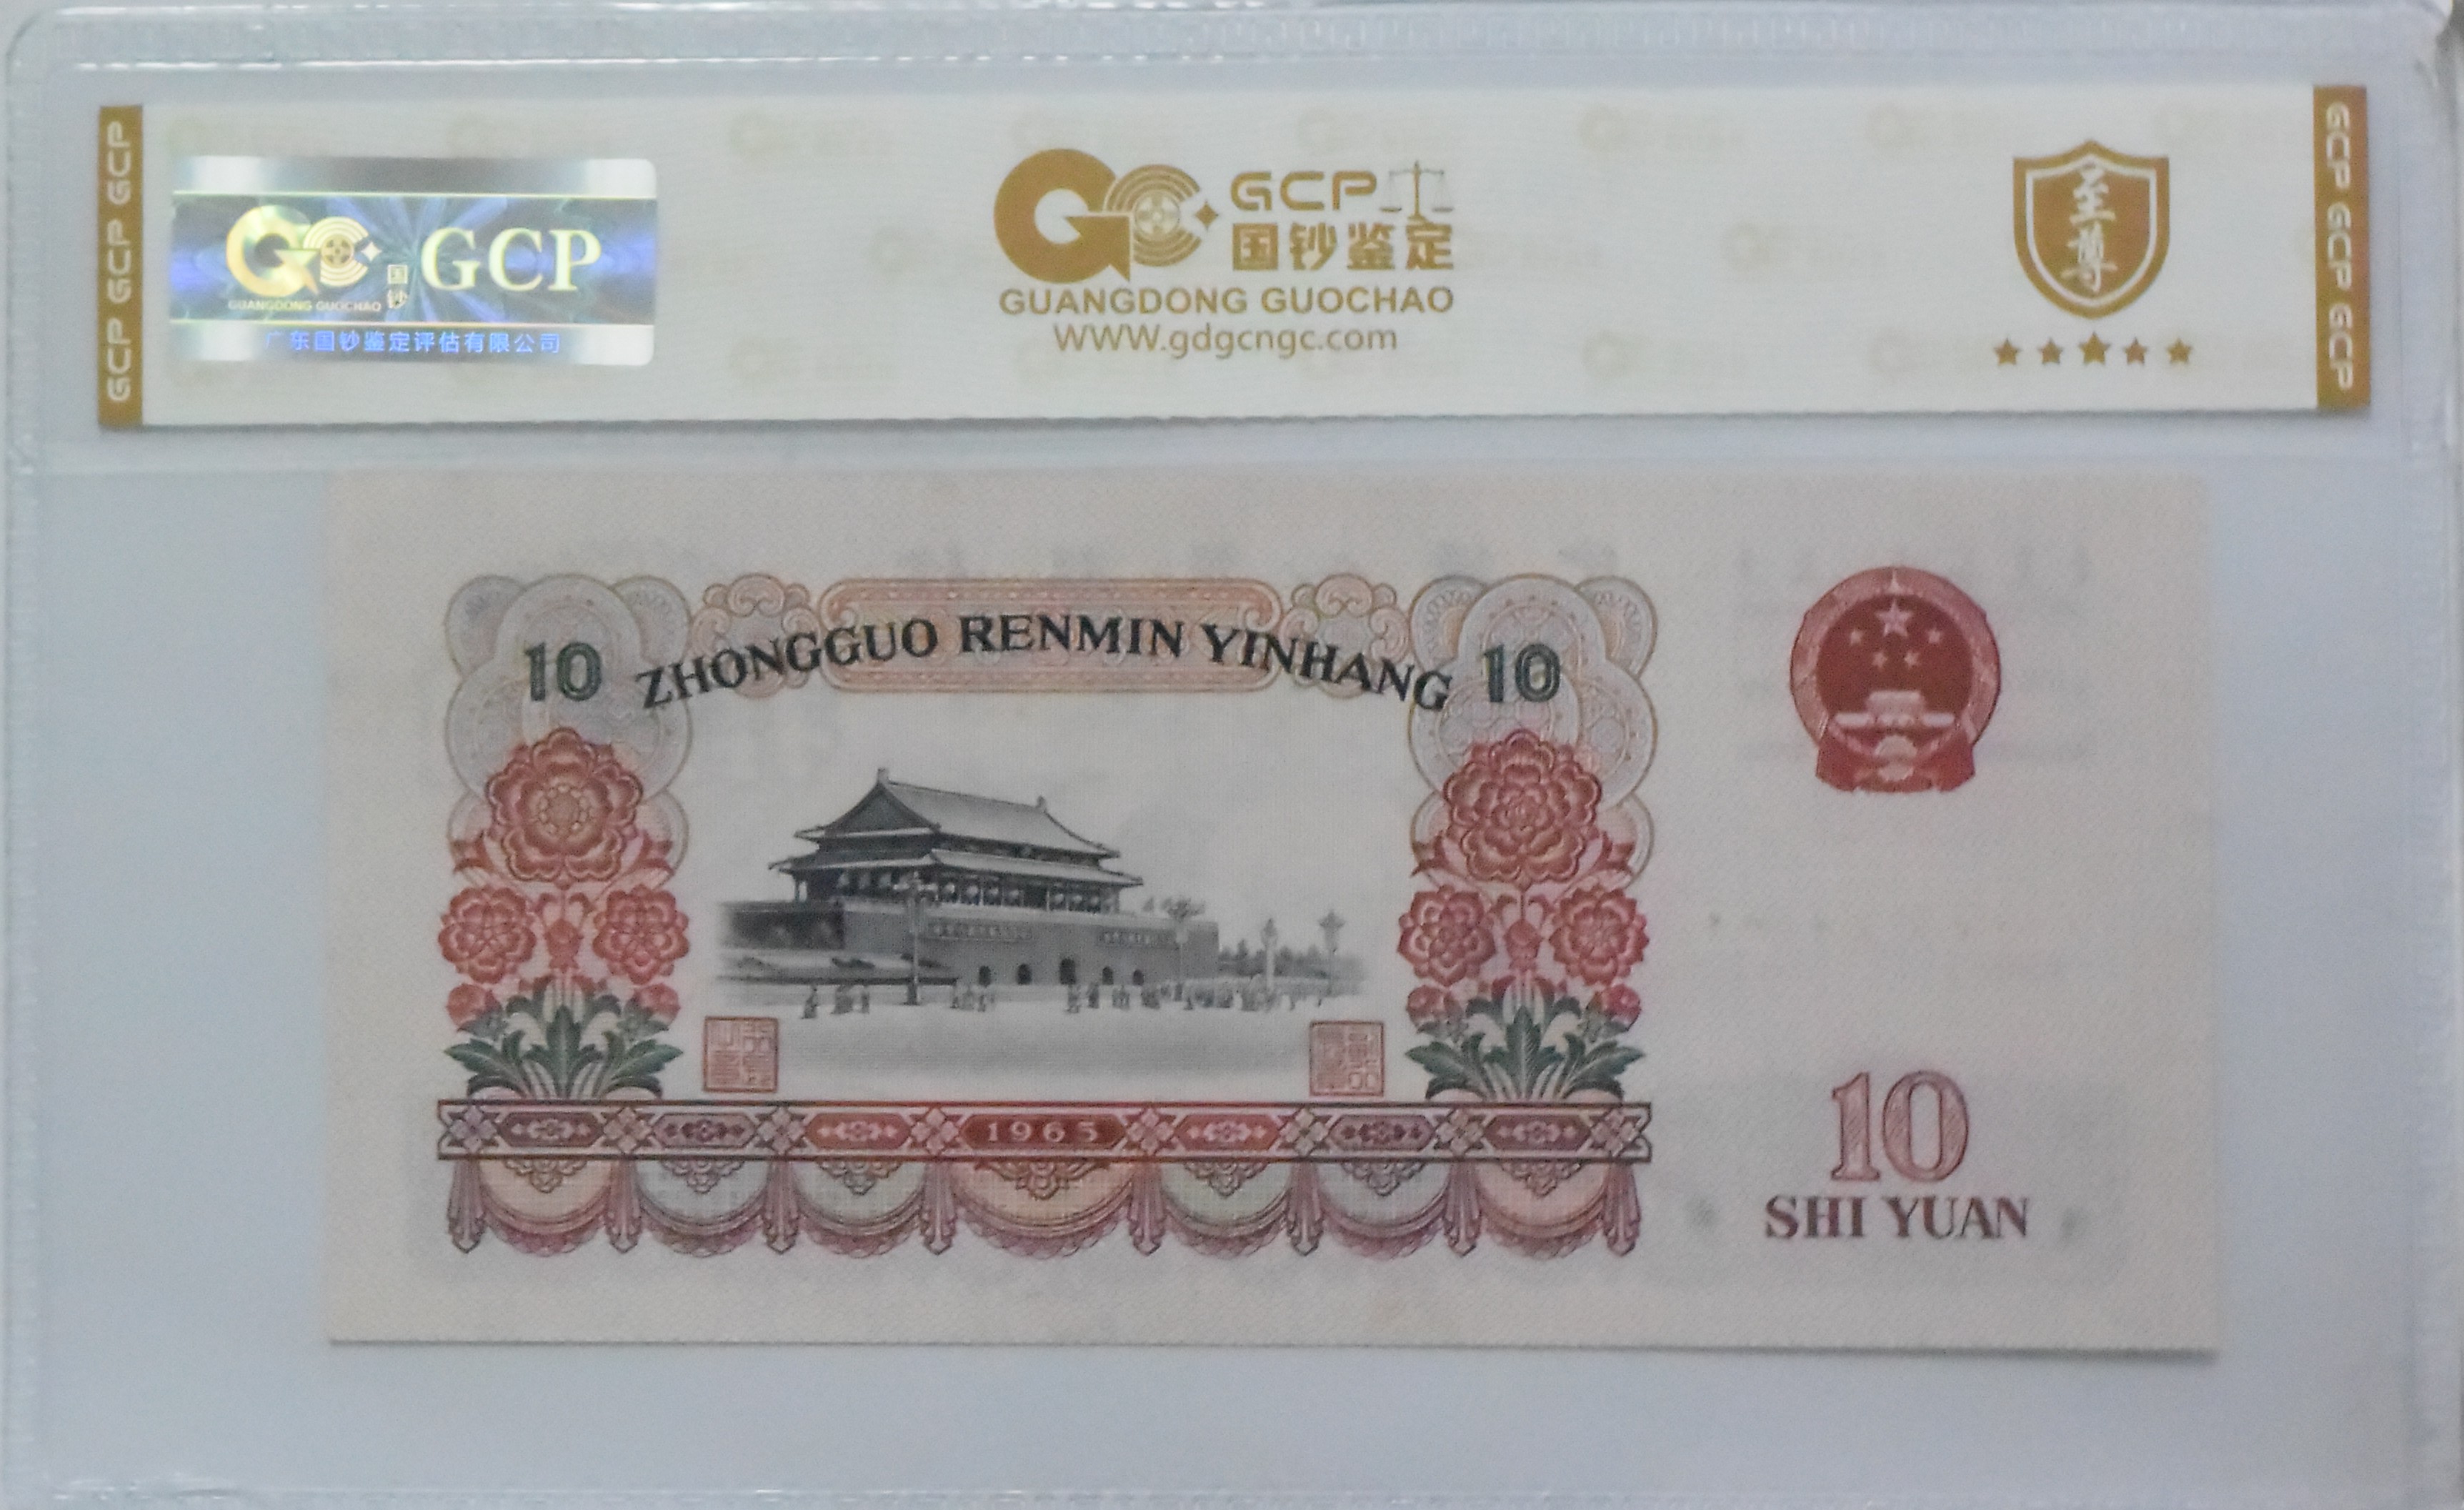 GCP GCP GCP
GUANGDONG GUOCHAO
国钞
GCP
广东国钞鉴定评估有限公司
GCP
国钞鉴定
GUANGDONG GUOCHAO
WWW.gdgcngc.com
至尊
GCP GCP GCP
10 ZHONGGUO RENMIN YINHANG 10
1965
10
SHI YUAN